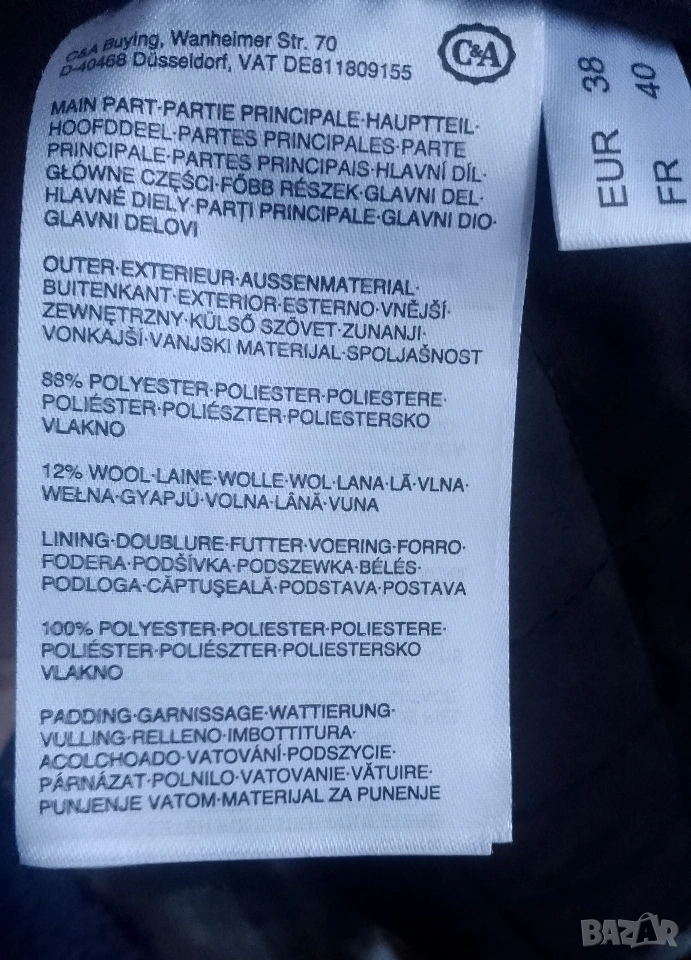 C&A Buying, Wanheimer Str. 70
D-40468 Düsseldorf, VAT DE811809155
C&A
MAIN PART·PARTIE PRINCIPALE·HAUPTTEIL·
HOOFDDEEL·PARTES PRINCIPALES·PARTE
PRINCIPALE·PARTES PRINCIPAIS·HLAVNÍ DÍL·
GŁÓWNE CZĘŚCI·FŐBB RÉSZEK·GLAVNI DEL·
HLAVNÉ DIELY·PARȚI PRINCIPALE·GLAVNI DIO·
GLAVNI DELOVI
OUTER·EXTERIEUR·AUSSENMATERIAL·
BUITENKANT·EXTERIOR·ESTERNO·VNĚJŠÍ·
ZEWNĘTRZNY·KÜLSŐ SZÖVET·ZUNANJI·
VONKAJŠÍ·VANJSKI MATERIJAL·SPOLJAŠNOST
88% POLYESTER·POLIESTER·POLIESTERE·
POLIÉSTER·POLIÉSZTER·POLIESTERSKO
VLAKNO
12% WOOL·LAINE·WOLLE·WOL·LANA·LÃ·VLNA·
WEŁNA·GYAPJÚ·VOLNA·LÂNĂ·VUNA
LINING·DOUBLURE·FUTTER·VOERING·FORRO·
FODERA·PODŠÍVKA·PODSZEWKA·BÉLÉS·
PODLOGA·CĂPTUŞEALĂ·PODSTAVA·POSTAVA
100% POLYESTER·POLIESTER·POLIESTERE·
POLIÉSTER·POLIÉSZTER·POLIESTERSKO
VLAKNO
PADDING·GARNISSAGE·WATTIERUNG·
VULLING·RELLENO·IMBOTTITURA·
ACOLCHOADO·VATOVÁNÍ·PODSZYCIE·
PÁRNÁZAT·POLNILO·VATOVANIE·VĂTUIRE·
PUNJENJE VATOM·MATERIJAL ZA PUNENJE
EUR 38
FR 40
BAZAR